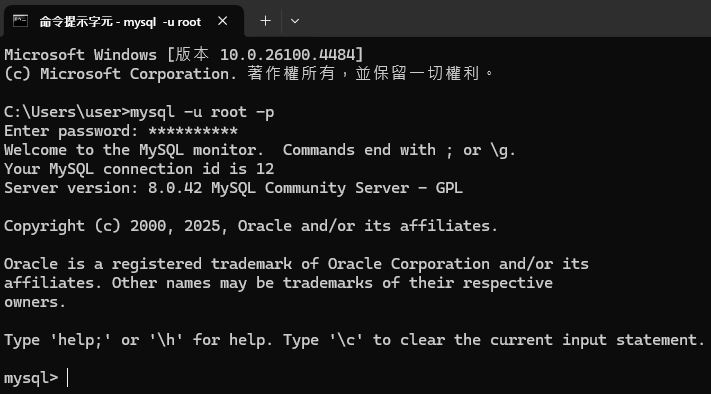 命令提示字元 - mysql  -u root
Microsoft Windows [版本 10.0.26100.4484]
(c) Microsoft Corporation. 著作權所有，並保留一切權利。
C:\Users\user>mysql -u root -p
Enter password: **********
Welcome to the MySQL monitor.  Commands end with ; or \g.
Your MySQL connection id is 12
Server version: 8.0.42 MySQL Community Server - GPL
Copyright (c) 2000, 2025, Oracle and/or its affiliates.
Oracle is a registered trademark of Oracle Corporation and/or its
affiliates. Other names may be trademarks of their respective
owners.
Type 'help;' or '\h' for help. Type '\c' to clear the current input statement.
mysql>